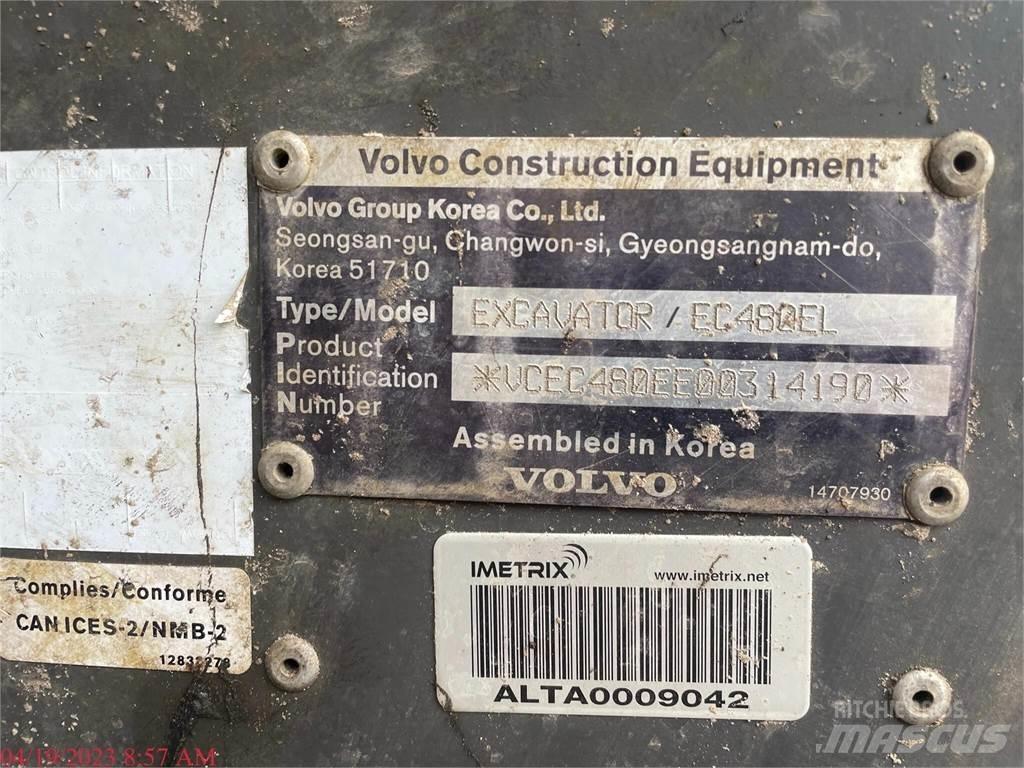 Volvo Construction Equipment
Volvo Group Korea Co., Ltd.
Seongsan-gu, Changwon-si, Gyeongsangnam-do,
Korea 51710
Type/Model EXCAVATOR / EC480EL
Product
Identification *VCEC480EE00314190*
Number
Assembled in Korea
VOLVO
14707930
Complies/Conforme
CAN ICES-2/NMB-2
IMETRIX
www.imetrix.net
ALTA0009042
04/19/2023 8:57 AM
RITCHIE BROS.
MASCUS